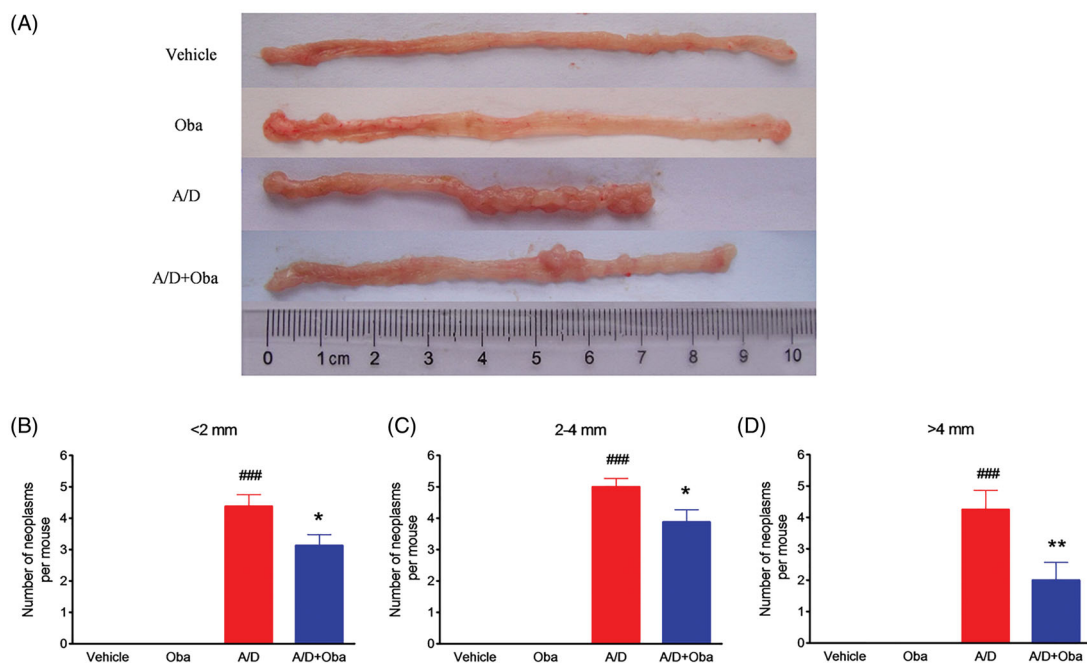 (A)
Vehicle
Oba
A/D
A/D+Oba
0 1 cm 2 3 4 5 6 7 8 9 10
(B)
<2 mm
Number of neoplasms
per mouse
6
5
4
3
2
1
0
###
*
Vehicle Oba A/D A/D+Oba
(C)
2-4 mm
Number of neoplasms
per mouse
6
5
4
3
2
1
0
###
*
Vehicle Oba A/D A/D+Oba
(D)
>4 mm
Number of neoplasms
per mouse
6
5
4
3
2
1
0
###
**
Vehicle Oba A/D A/D+Oba